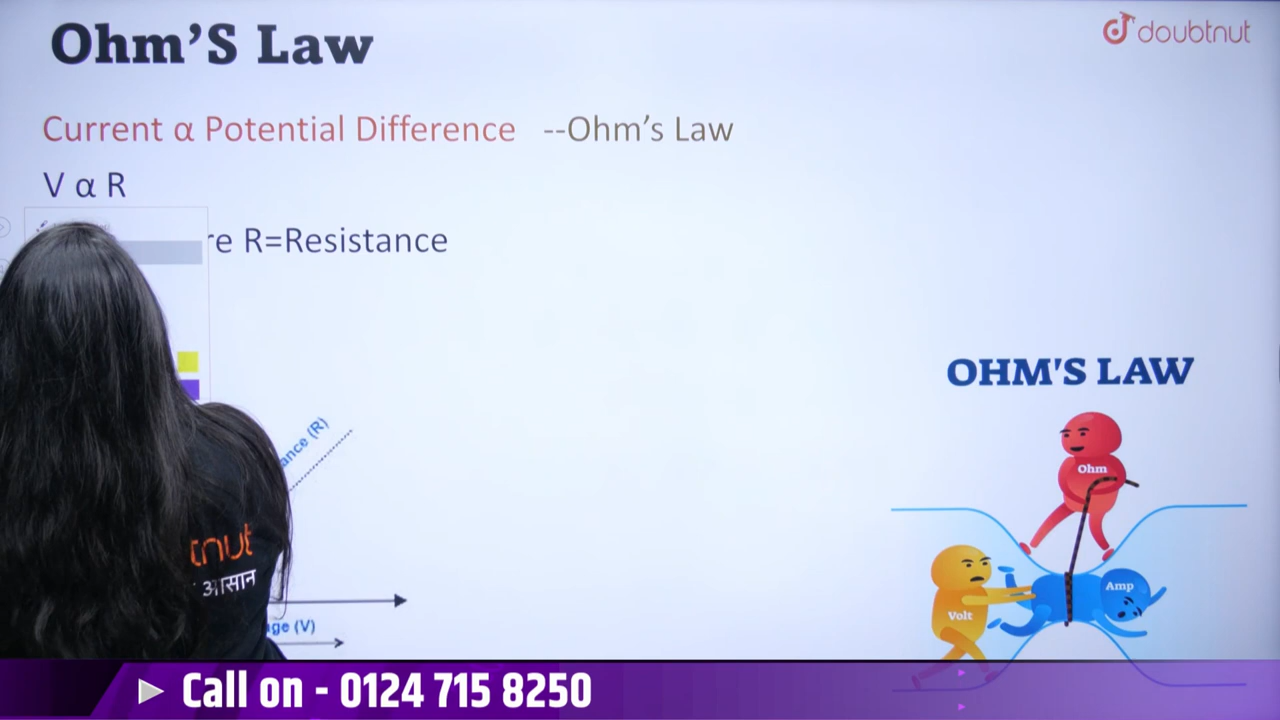 Ohm'S Law
doubtnut
Current α Potential Difference --Ohm's Law
V α R
re R=Resistance
OHM'S LAW
ance (R)
Ohm
Amp
Volt
tnut
आसान
age (V)
Call on - 0124 715 8250